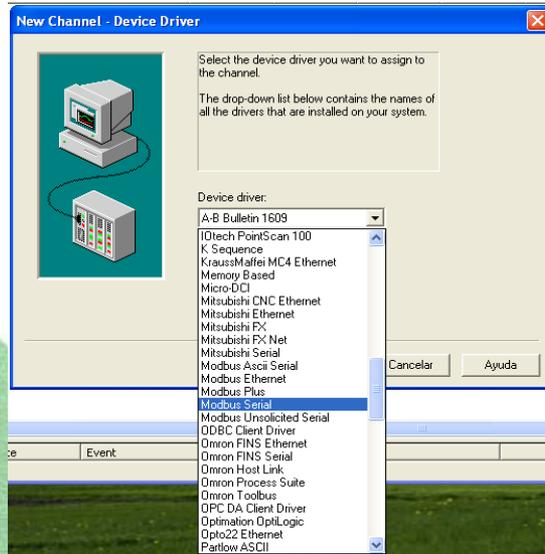 New Channel - Device Driver
Select the device driver you want to assign to
the channel.
The drop-down list below contains the names of
all the drivers that are installed on your system.
Device driver:
A-B Bulletin 1609
IOtech PointScan 100
K Sequence
KraussMaffei MC4 Ethernet
Memory Based
Micro-DCI
Mitsubishi CNC Ethernet
Mitsubishi Ethernet
Mitsubishi FX
Mitsubishi FX Net
Mitsubishi Serial
Modbus Ascii Serial
Modbus Ethernet
Modbus Plus
Modbus Serial
Modbus Unsolicited Serial
ODBC Client Driver
Omron FINS Ethernet
Omron FINS Serial
Omron Host Link
Omron Process Suite
Omron Toolbus
OPC DA Client Driver
Optimation OptiLogic
Opto22 Ethernet
Partlow ASCII
Cancelar
Ayuda
Event